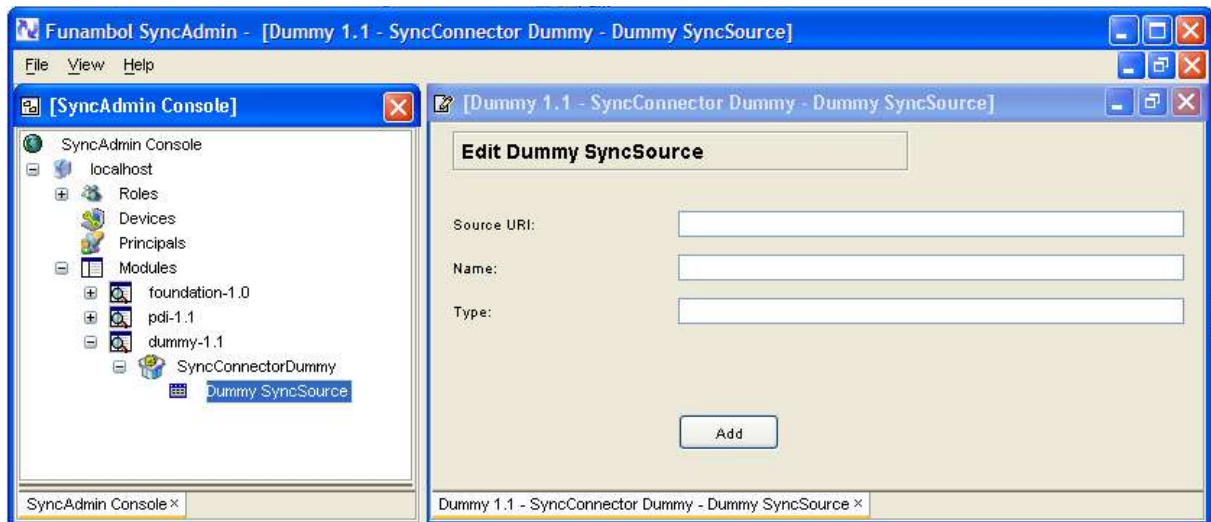 Funambol SyncAdmin - [Dummy 1.1 - SyncConnector Dummy - Dummy SyncSource]
File View Help
[SyncAdmin Console]
SyncAdmin Console
localhost
Roles
Devices
Principals
Modules
foundation-1.0
pdi-1.1
dummy-1.1
SyncConnectorDummy
Dummy SyncSource
SyncAdmin Console ×
[Dummy 1.1 - SyncConnector Dummy - Dummy SyncSource]
Edit Dummy SyncSource
Source URI:
Name:
Type:
Add
Dummy 1.1 - SyncConnector Dummy - Dummy SyncSource ×